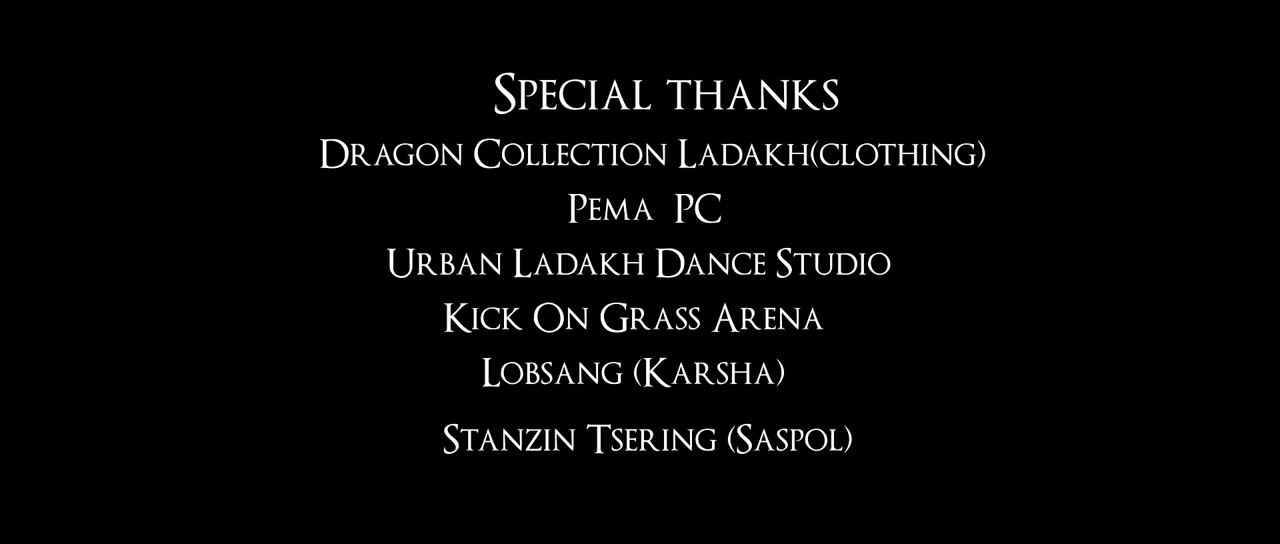 Special thanks
Dragon Collection Ladakh(clothing)
Pema PC
Urban Ladakh Dance Studio
Kick On Grass Arena
Lobsang (Karsha)
Stanzin Tsering (Saspol)